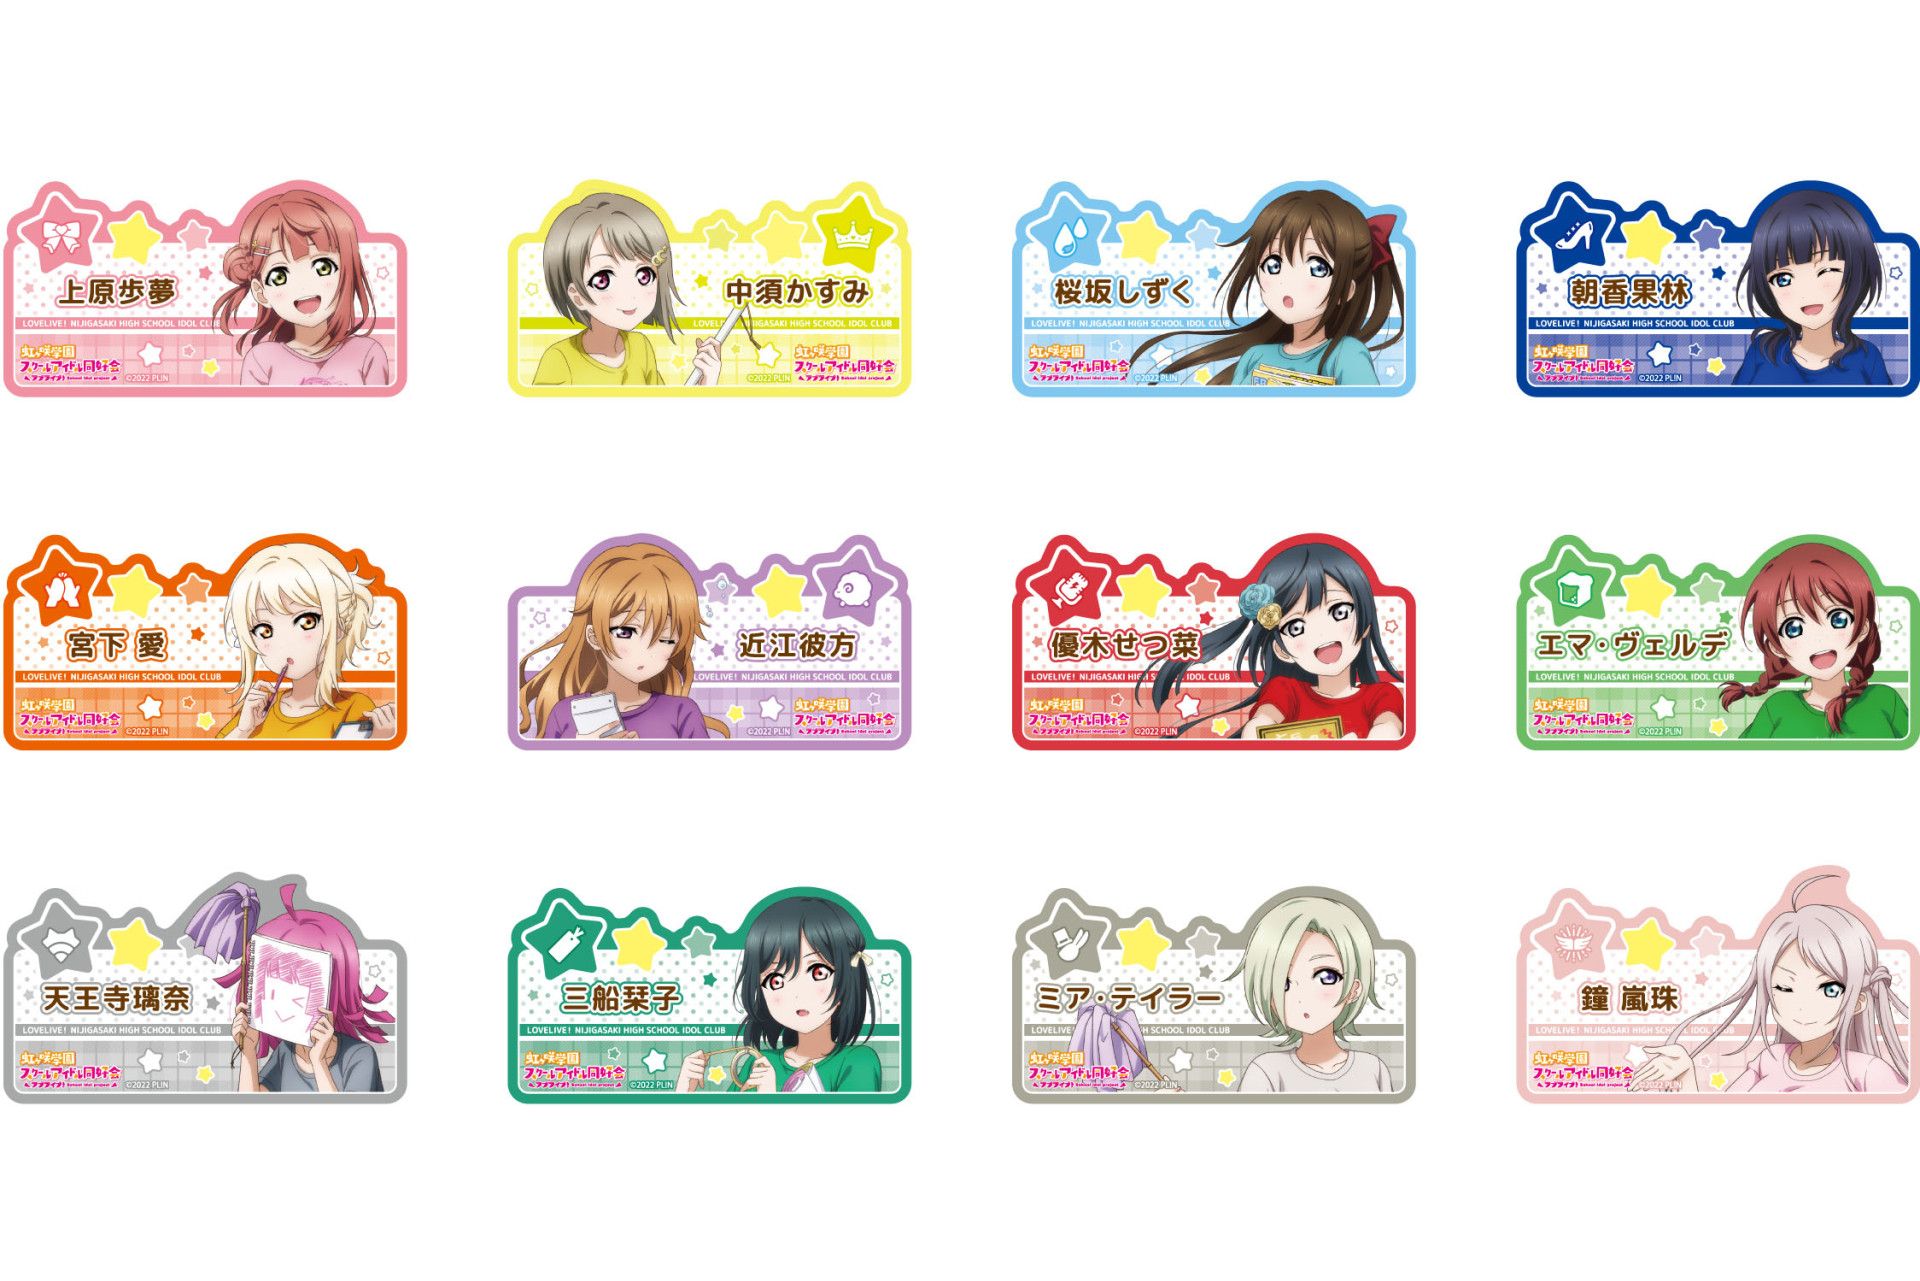 上原歩夢
LOVELIVE! NIJIGASAKI HIGH SCHOOL IDOL CLUB
虹ヶ咲学園
スクールアイドル同好会
ラブライブ! School idol project
©2022 PLIN
中須かすみ
LOVELIVE! NIJIGASAKI HIGH SCHOOL IDOL CLUB
©2022 PLIN
虹ヶ咲学園
スクールアイドル同好会
ラブライブ! School idol project
桜坂しずく
LOVELIVE! NIJIGASAKI HIGH SCHOOL IDOL CLUB
虹ヶ咲学園
スクールアイドル同好会
ラブライブ! School idol project
©2022 PLIN
朝香果林
LOVELIVE! NIJIGASAKI HIGH SCHOOL IDOL CLUB
虹ヶ咲学園
スクールアイドル同好会
ラブライブ! School idol project
©2022 PLIN
宮下 愛
LOVELIVE! NIJIGASAKI HIGH SCHOOL IDOL CLUB
虹ヶ咲学園
スクールアイドル同好会
ラブライブ! School idol project
©2022 PLIN
近江彼方
LOVELIVE! NIJIGASAKI HIGH SCHOOL IDOL CLUB
©2022 PLIN
虹ヶ咲学園
スクールアイドル同好会
ラブライブ! School idol project
優木せつ菜
LOVELIVE! NIJIGASAKI HIGH SCHOOL IDOL CLUB
虹ヶ咲学園
スクールアイドル同好会
ラブライブ! School idol project
©2022 PLIN
エマ・ヴェルデ
LOVELIVE! NIJIGASAKI HIGH SCHOOL IDOL CLUB
虹ヶ咲学園
スクールアイドル同好会
ラブライブ! School idol project
©2022 PLIN
天王寺璃奈
LOVELIVE! NIJIGASAKI HIGH SCHOOL IDOL CLUB
虹ヶ咲学園
スクールアイドル同好会
ラブライブ! School idol project
©2022 PLIN
三船栞子
LOVELIVE! NIJIGASAKI HIGH SCHOOL IDOL CLUB
虹ヶ咲学園
スクールアイドル同好会
ラブライブ! School idol project
©2022 PLIN
ミア・テイラー
LOVELIVE! NIJIGASAKI HIGH SCHOOL IDOL CLUB
虹ヶ咲学園
スクールアイドル同好会
ラブライブ! School idol project
©2022 PLIN
鐘 嵐珠
LOVELIVE! NIJIGASAKI HIGH SCHOOL IDOL CLUB
虹ヶ咲学園
スクールアイドル同好会
ラブライブ! School idol project
©2022 PLIN